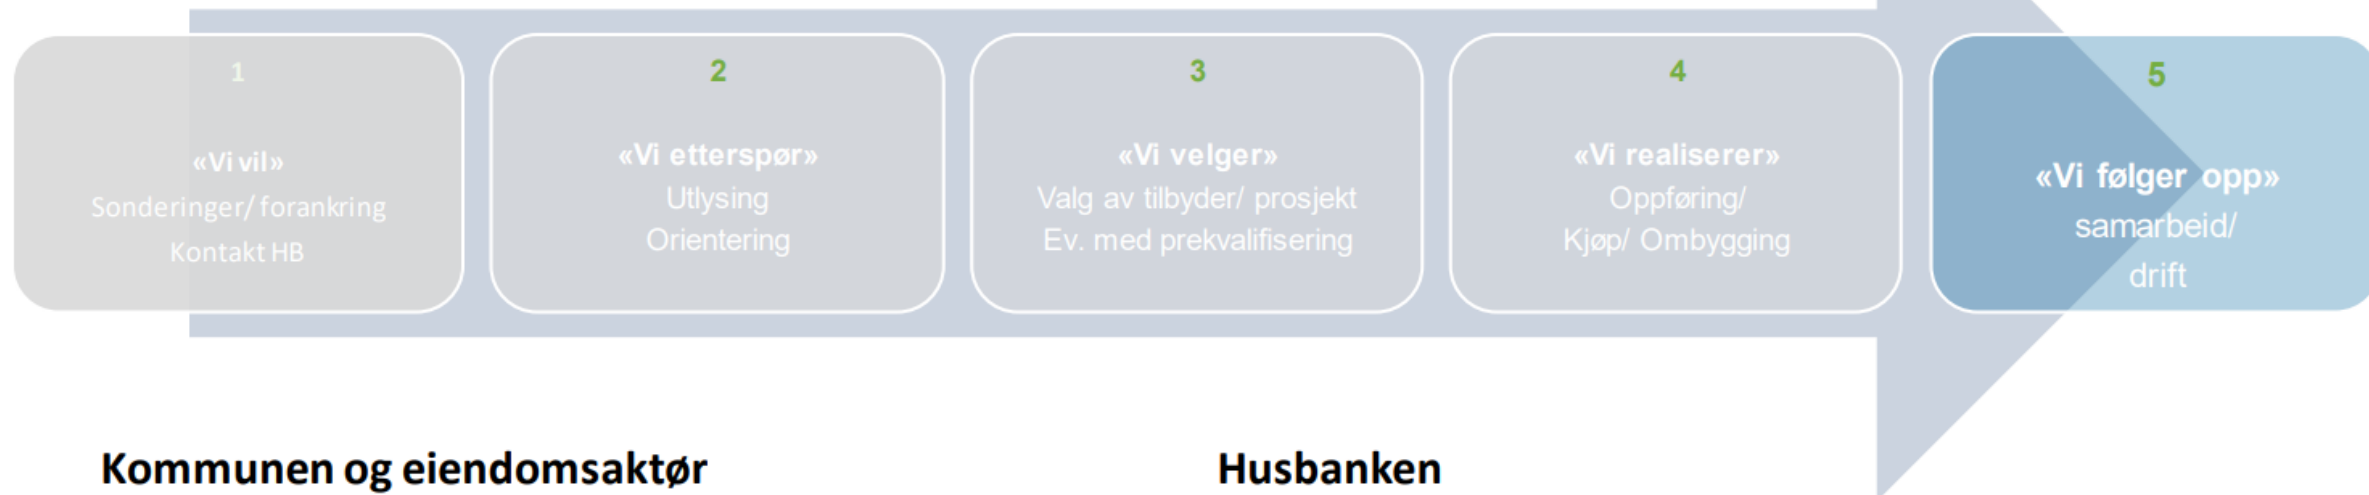 1
«Vi vil»
Sonderinger/ forankring
Kontakt HB
2
«Vi etterspør»
Utlysing
Orientering
3
«Vi velger»
Valg av tilbyder/ prosjekt
Ev. med prekvalifisering
4
«Vi realiserer»
Oppføring/
Kjøp/ Ombygging
5
«Vi følger opp»
samarbeid/
drift
Kommunen og eiendomsaktør
Husbanken